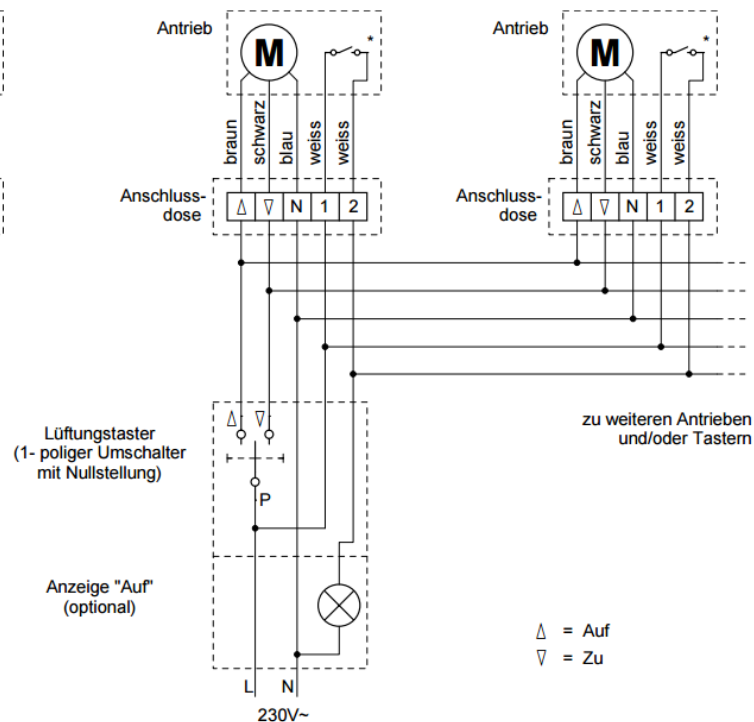 Antrieb
M
*
Antrieb
M
*
braun
schwarz
blau
weiss
weiss
braun
schwarz
blau
weiss
weiss
Anschluss-
dose
N 1 2
Anschluss-
dose
N 1 2
Lüftungstaster
(1- poliger Umschalter
mit Nullstellung)
P
zu weiteren Antrieben
und/oder Tastern
Anzeige "Auf"
(optional)
= Auf
= Zu
L N
230V~